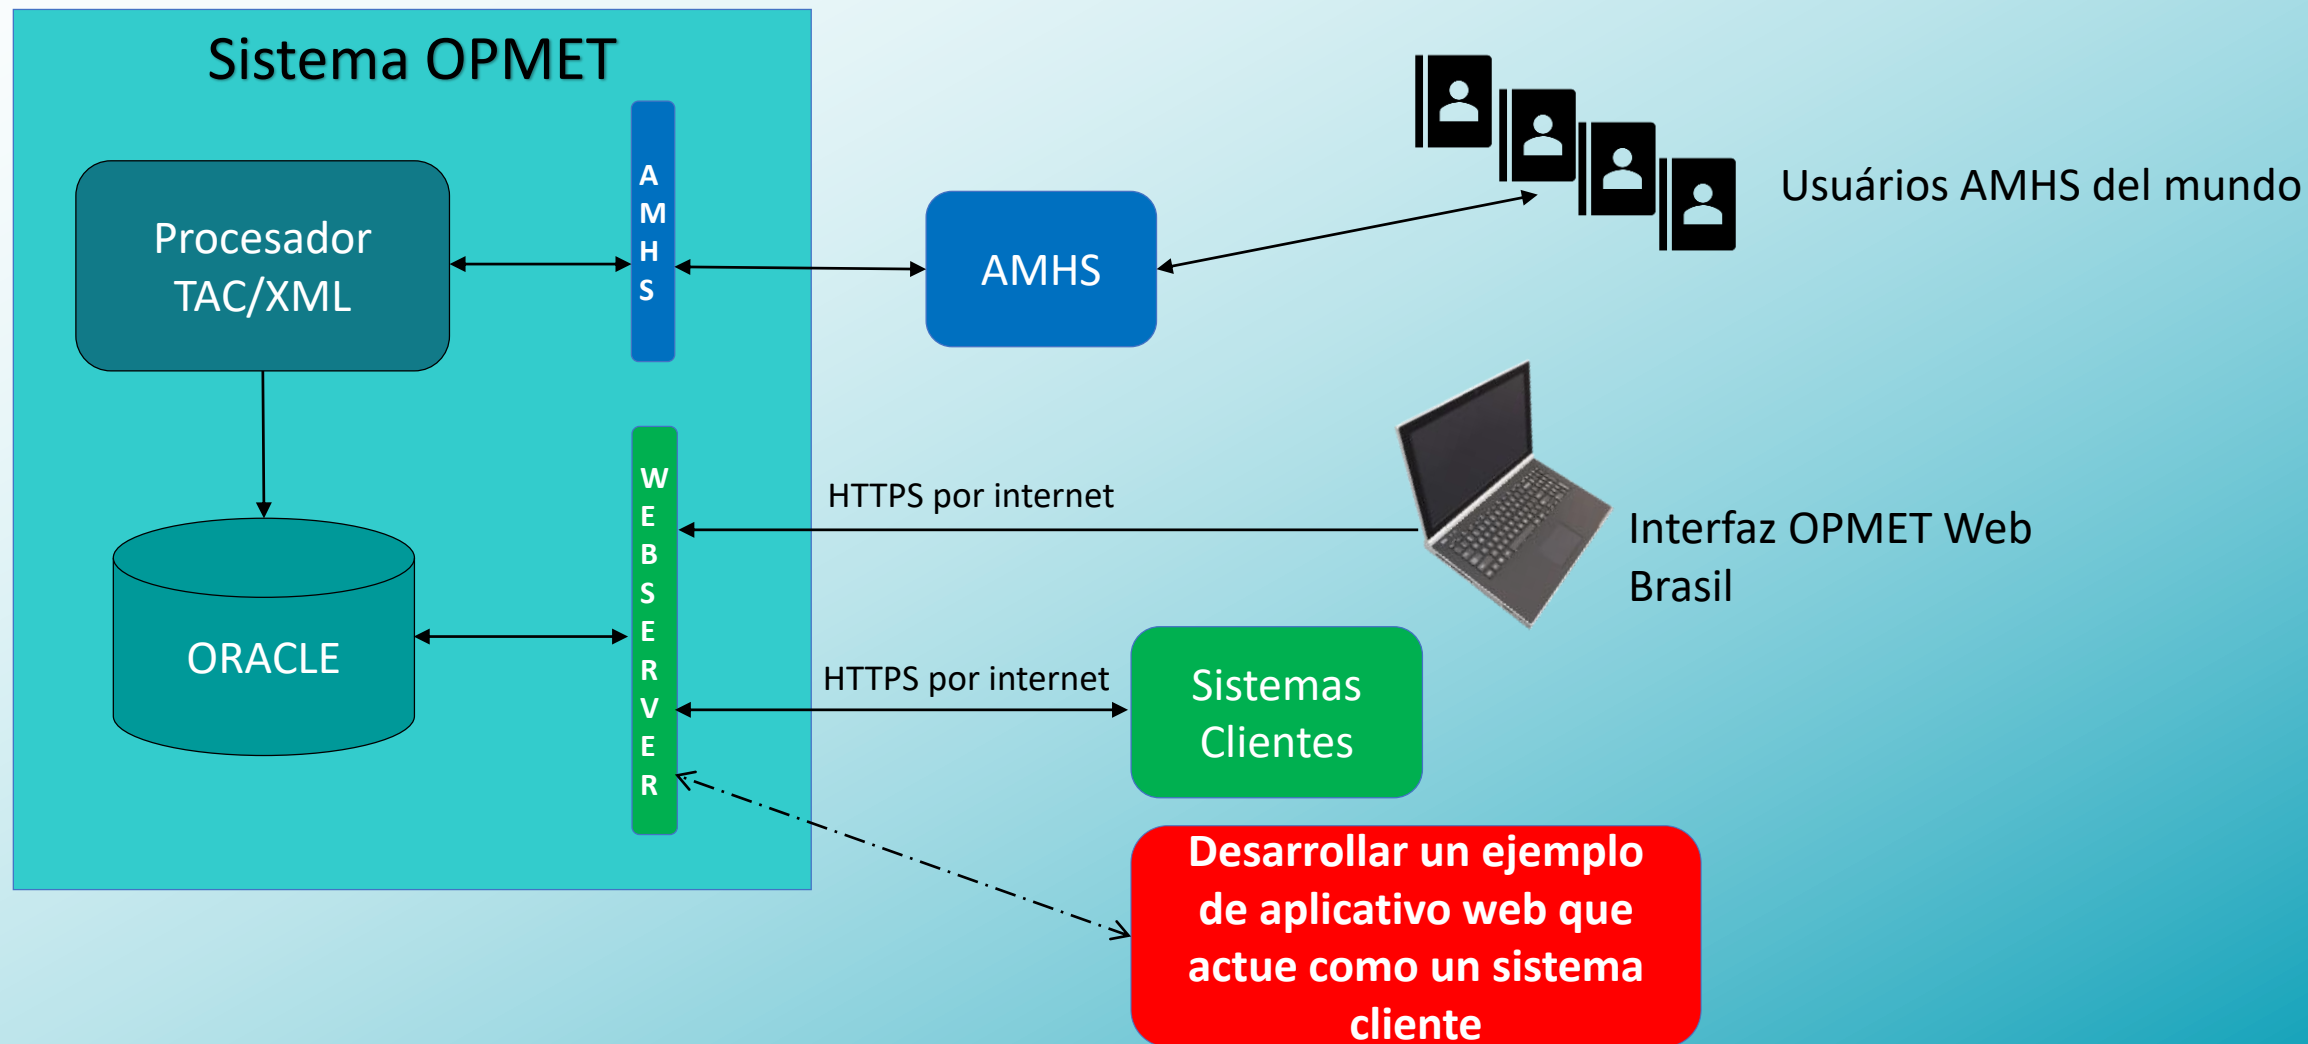 Sistema OPMET
Procesador
TAC/XML
A
M
H
S
AMHS
Usuários AMHS del mundo
ORACLE
W
E
B
S
E
R
V
E
R
HTTPS por internet
Interfaz OPMET Web
Brasil
HTTPS por internet
Sistemas
Clientes
Desarrollar un ejemplo
de aplicativo web que
actue como un sistema
cliente